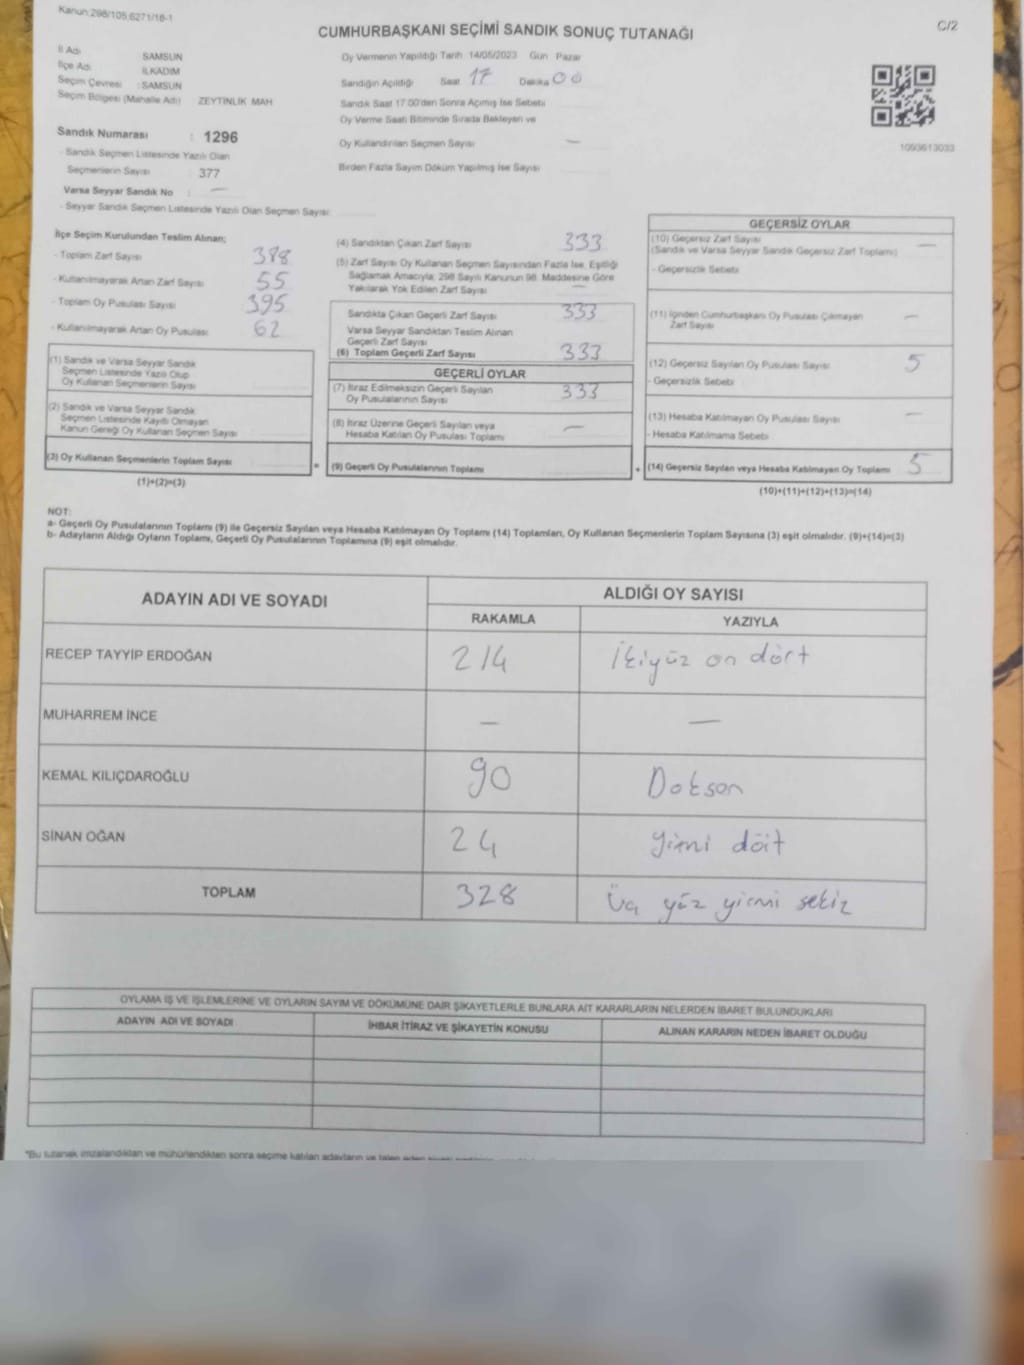 Kanun:298/105,6271/18-1
C/2
CUMHURBAŞKANI SEÇİMİ SANDIK SONUÇ TUTANAĞI
İl Adı SAMSUN
İlçe Adı İLKADIM
Seçim Çevresi : SAMSUN
Seçim Bölgesi (Mahalle Adı) ZEYTİNLİK MAH
Sandık Numarası : 1296
- Sandık Seçmen Listesinde Yazılı Olan
Seçmenlerin Sayısı : 377
Varsa Seyyar Sandık No : —
- Seyyar Sandık Seçmen Listesinde Yazılı Olan Seçmen Sayısı
Oy Vermenin Yapıldığı Tarih 14/05/2023 Gün Pazar
Sandığın Açıldığı Saat 17 Dakika 00
Sandık Saat 17.00'den Sonra Açımış İse Sebebi
Oy Verme Saati Bitiminde Sırada Bekleyen ve
Oy Kullandırılan Seçmen Sayısı —
Birden Fazla Sayım Döküm Yapılmış İse Sayısı
1093613033
İlçe Seçim Kurulundan Teslim Alınan;
- Toplam Zarf Sayısı 388
- Kullanılmayarak Artan Zarf Sayısı 55
- Toplam Oy Pusulası Sayısı 395
- Kullanılmayarak Artan Oy Pusulası 62
(1) Sandık ve Varsa Seyyar Sandık
Seçmen Listesinde Yazılı Olup
Oy Kullanan Seçmenlerin Sayısı
(2) Sandık ve Varsa Seyyar Sandık
Seçmen Listesinde Kayıtlı Olmayan
Kanun Gereği Oy Kullanan Seçmen Sayısı
(3) Oy Kullanan Seçmenlerin Toplam Sayısı
(1)+(2)=(3)
(4) Sandıktan Çıkan Zarf Sayısı 333
(5) Zarf Sayısı Oy Kullanan Seçmen Sayısından Fazla İse, Eşitliği
Sağlamak Amacıyla; 298 Sayılı Kanunun 98. Maddesine Göre
Yakılarak Yok Edilen Zarf Sayısı —
Sandıkta Çıkan Geçerli Zarf Sayısı 333
Varsa Seyyar Sandıktan Teslim Alınan
Geçerli Zarf Sayısı
(6) Toplam Geçerli Zarf Sayısı 333
GEÇERLİ OYLAR
(7) İtiraz Edilmeksizin Geçerli Sayılan
Oy Pusulalarının Sayısı 333
(8) İtiraz Üzerine Geçerli Sayılan veya
Hesaba Katılan Oy Pusulası Toplamı —
= (9) Geçerli Oy Pusulalarının Toplamı
GEÇERSİZ OYLAR
(10) Geçersiz Zarf Sayısı —
(Sandık ve Varsa Seyyar Sandık Geçersiz Zarf Toplamı)
- Geçersizlik Sebebi
(11) İçinden Cumhurbaşkanı Oy Pusulası Çıkmayan —
Zarf Sayısı
(12) Geçersiz Sayılan Oy Pusulası Sayısı 5
- Geçersizlik Sebebi
(13) Hesaba Katılmayan Oy Pusulası Sayısı —
- Hesaba Katılmama Sebebi
+ (14) Geçersiz Sayılan veya Hesaba Katılmayan Oy Toplamı 5
(10)+(11)+(12)+(13)=(14)
NOT:
a- Geçerli Oy Pusulalarının Toplamı (9) ile Geçersiz Sayılan veya Hesaba Katılmayan Oy Toplamı (14) Toplamları, Oy Kullanan Seçmenlerin Toplam Sayısına (3) eşit olmalıdır. (9)+(14)=(3)
b- Adayların Aldığı Oyların Toplamı, Geçerli Oy Pusulalarının Toplamına (9) eşit olmalıdır.
ADAYIN ADI VE SOYADI ALDIĞI OY SAYISI
RAKAMLA YAZIYLA
RECEP TAYYİP ERDOĞAN 214 İkiyüz on dört
MUHARREM İNCE — —
KEMAL KILIÇDAROĞLU 90 Doksan
SİNAN OĞAN 24 yirmi dört
TOPLAM 328 Üç yüz yirmi sekiz
OYLAMA İŞ VE İŞLEMLERİNE VE OYLARIN SAYIM VE DÖKÜMÜNE DAİR ŞİKAYETLERLE BUNLARA AİT KARARLARIN NELERDEN İBARET BULUNDUKLARI
ADAYIN ADI VE SOYADI İHBAR İTİRAZ VE ŞİKAYETİN KONUSU ALINAN KARARIN NEDEN İBARET OLDUĞU
*Bu tutanak imzalandıktan ve mühürlendikten sonra seçime katılan adayların ve talep eden